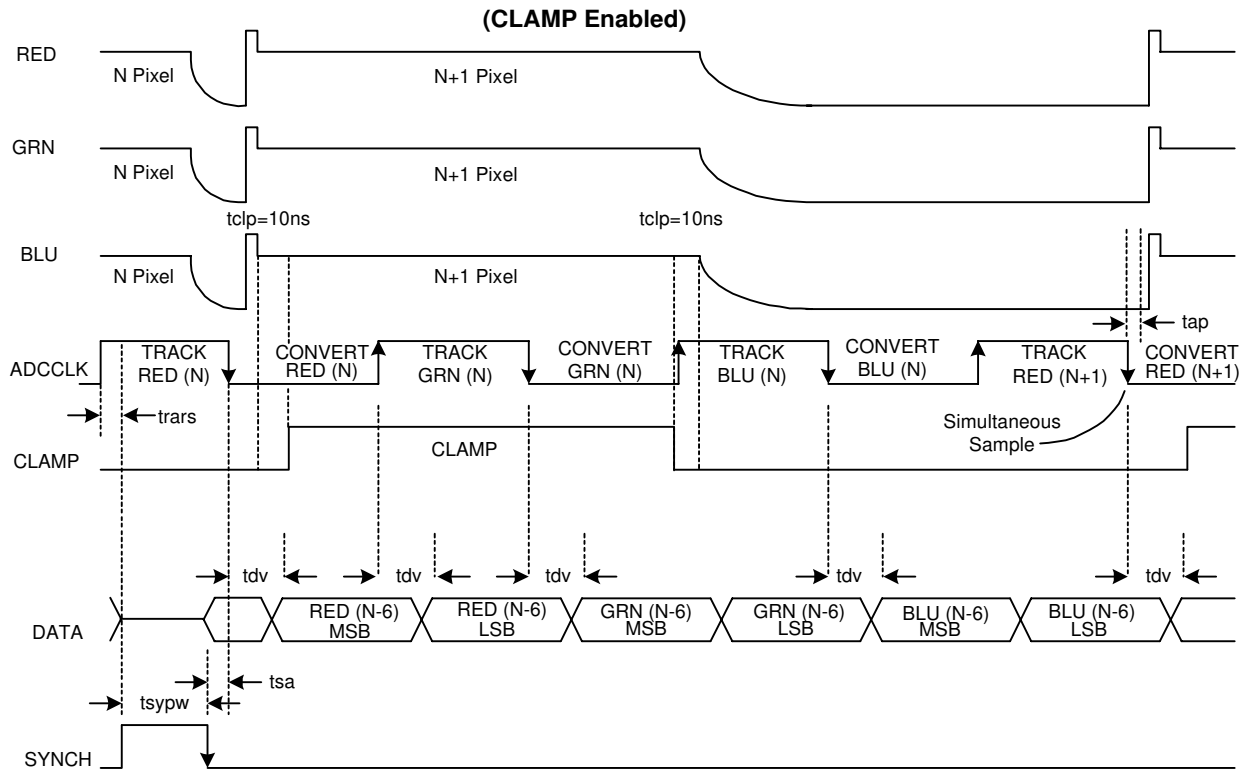 (CLAMP Enabled)
RED
N Pixel
N+1 Pixel
GRN
N Pixel
N+1 Pixel
tclp=10ns
tclp=10ns
BLU
N Pixel
N+1 Pixel
tap
ADCCLK
TRACK
RED (N)
CONVERT
RED (N)
TRACK
GRN (N)
CONVERT
GRN (N)
TRACK
BLU (N)
CONVERT
BLU (N)
TRACK
RED (N+1)
CONVERT
RED (N+1)
trars
Simultaneous
Sample
CLAMP
CLAMP
tdv
tdv
tdv
tdv
tdv
DATA
RED (N-6)
MSB
RED (N-6)
LSB
GRN (N-6)
MSB
GRN (N-6)
LSB
BLU (N-6)
MSB
BLU (N-6)
LSB
tsa
tsypw
SYNCH